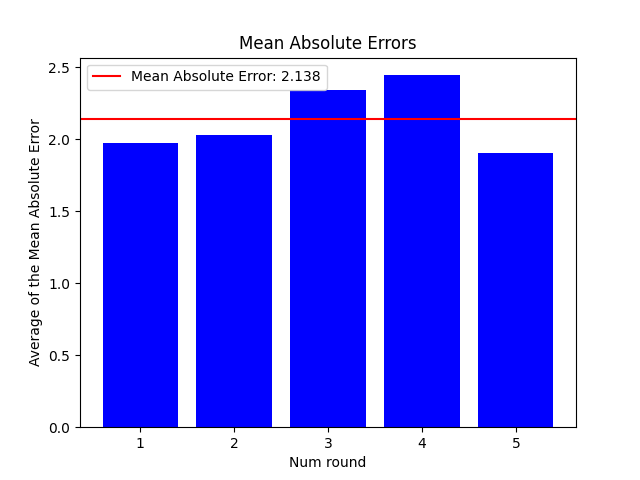 Mean Absolute Errors
Mean Absolute Error: 2.138
Average of the Mean Absolute Error
2.5
2.0
1.5
1.0
0.5
0.0
1 2 3 4 5
Num round